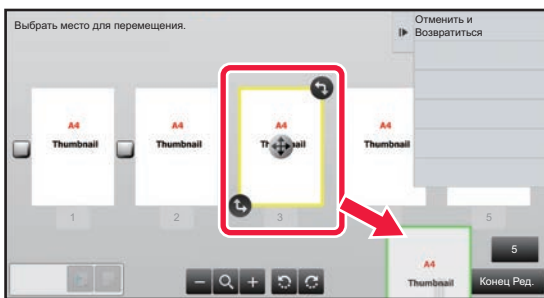 Выбрать место для перемещения.
Отменить и
Возвратиться
A4
Thumbnail
A4
Thumbnail
A4
Thumbnail
A4
Thumbnail
1
2
3
5
5
A4
Thumbnail
Конец Ред.